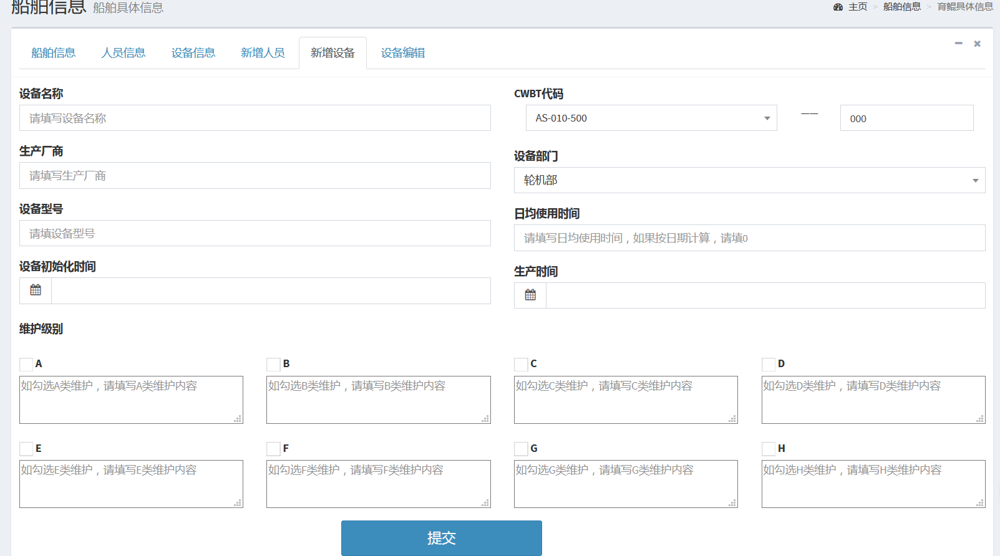 船舶信息 船舶具体信息
主页 > 船舶信息 > 育鲲具体信息
船舶信息 人员信息 设备信息 新增人员 新增设备 设备编辑
设备名称
请填写设备名称
CWBT代码
AS-010-500 —— 000
生产厂商
请填写生产厂商
设备部门
轮机部
设备型号
请填设备型号
日均使用时间
请填写日均使用时间，如果按日期计算，请填0
设备初始化时间
生产时间
维护级别
A B C D
如勾选A类维护，请填写A类维护内容 如勾选B类维护，请填写B类维护内容 如勾选C类维护，请填写C类维护内容 如勾选D类维护，请填写D类维护内容
E F G H
如勾选E类维护，请填写E类维护内容 如勾选F类维护，请填写F类维护内容 如勾选G类维护，请填写G类维护内容 如勾选H类维护，请填写H类维护内容
提交